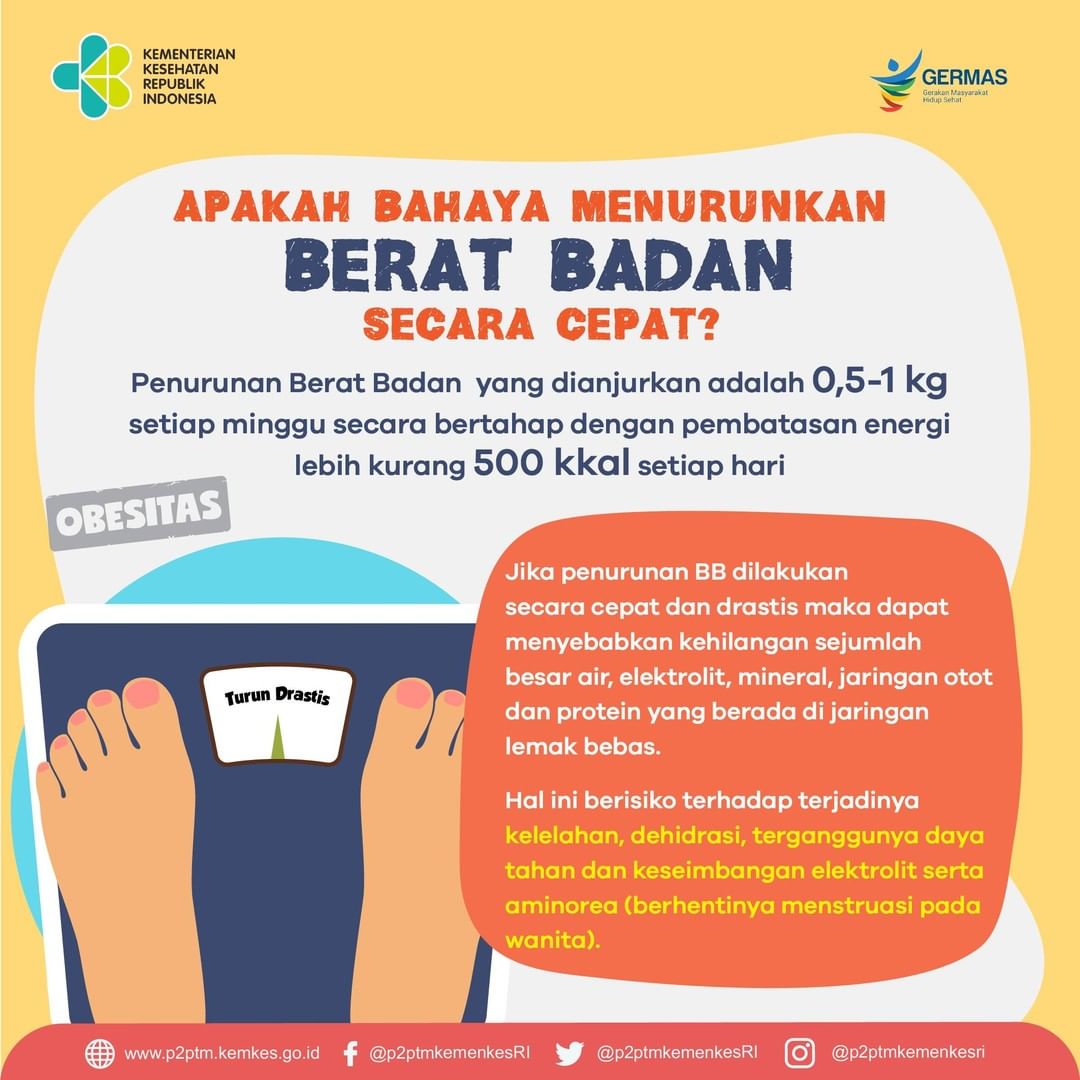 KEMENTERIAN
KESEHATAN
REPUBLIK
INDONESIA
GERMAS
Gerakan Masyarakat
Hidup Sehat
APAKAH BAHAYA MENURUNKAN
BERAT BADAN
SECARA CEPAT?
Penurunan Berat Badan yang dianjurkan adalah 0,5-1 kg
setiap minggu secara bertahap dengan pembatasan energi
lebih kurang 500 kkal setiap hari
OBESITAS
Turun Drastis
Jika penurunan BB dilakukan
secara cepat dan drastis maka dapat
menyebabkan kehilangan sejumlah
besar air, elektrolit, mineral, jaringan otot
dan protein yang berada di jaringan
lemak bebas.
Hal ini berisiko terhadap terjadinya
kelelahan, dehidrasi, terganggunya daya
tahan dan keseimbangan elektrolit serta
aminorea (berhentinya menstruasi pada
wanita).
www.p2ptm.kemkes.go.id @p2ptmkemenkesRI @p2ptmkemenkesRI @p2ptmkemenkesri